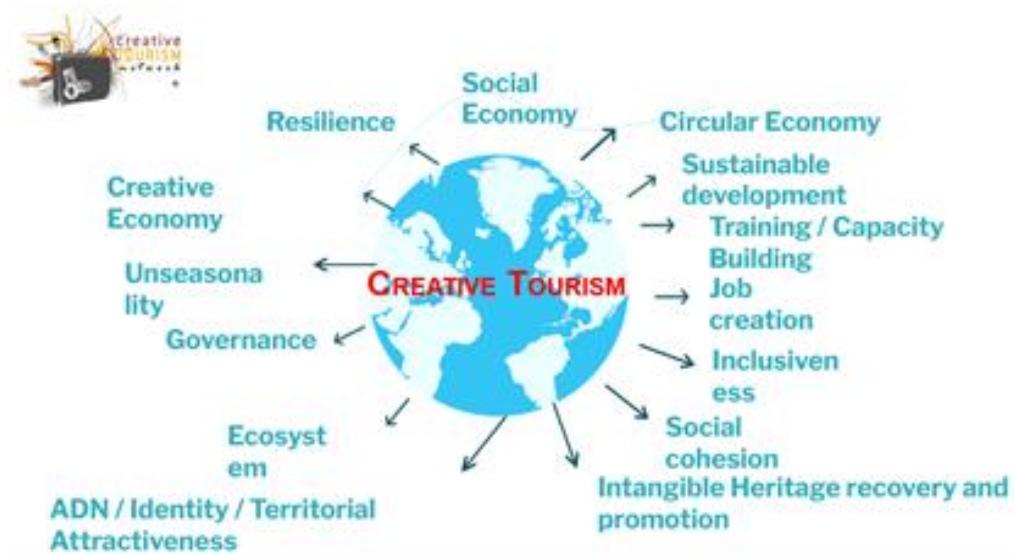 creative
TOURISM
network
Social
Economy
Resilience
Circular Economy
Sustainable
development
Creative
Economy
Training / Capacity
Building
Unseasona
lity
CREATIVE TOURISM
Job
creation
Governance
Inclusiven
ess
Social
cohesion
Ecosyst
em
Intangible Heritage recovery and
promotion
ADN / Identity / Territorial
Attractiveness